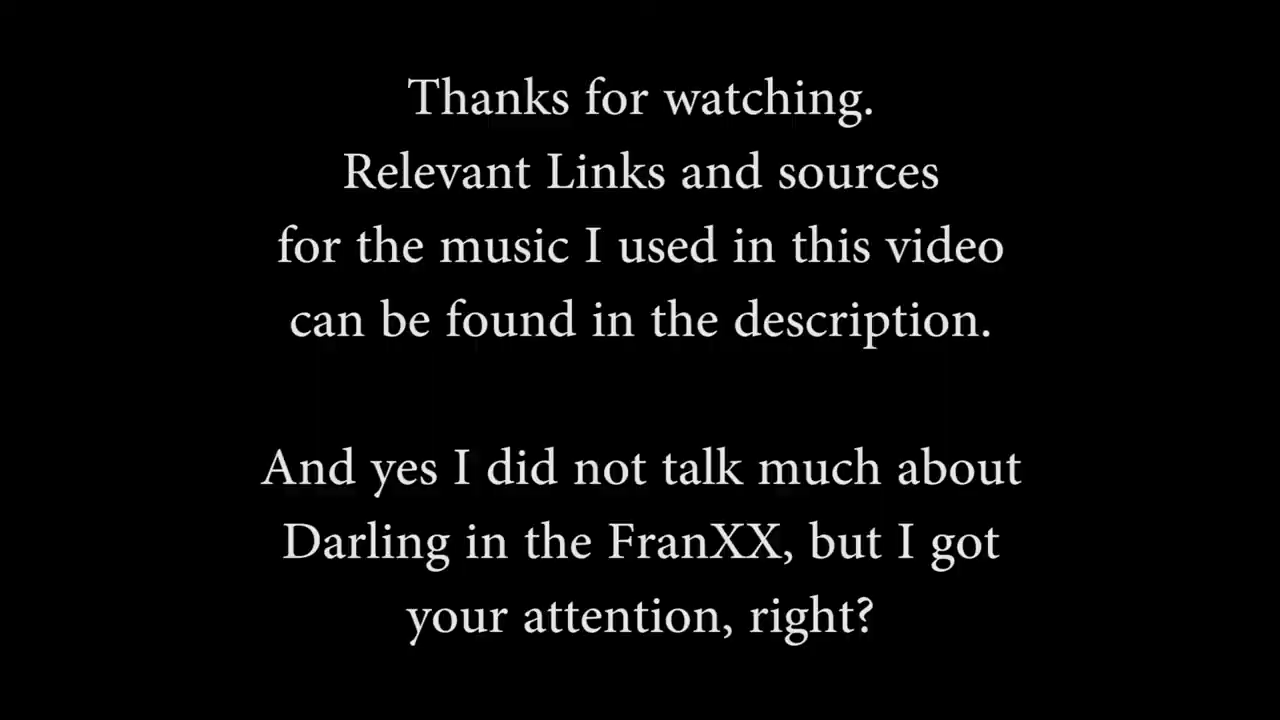 Thanks for watching.
Relevant Links and sources
for the music I used in this video
can be found in the description.
And yes I did not talk much about
Darling in the FranXX, but I got
your attention, right?